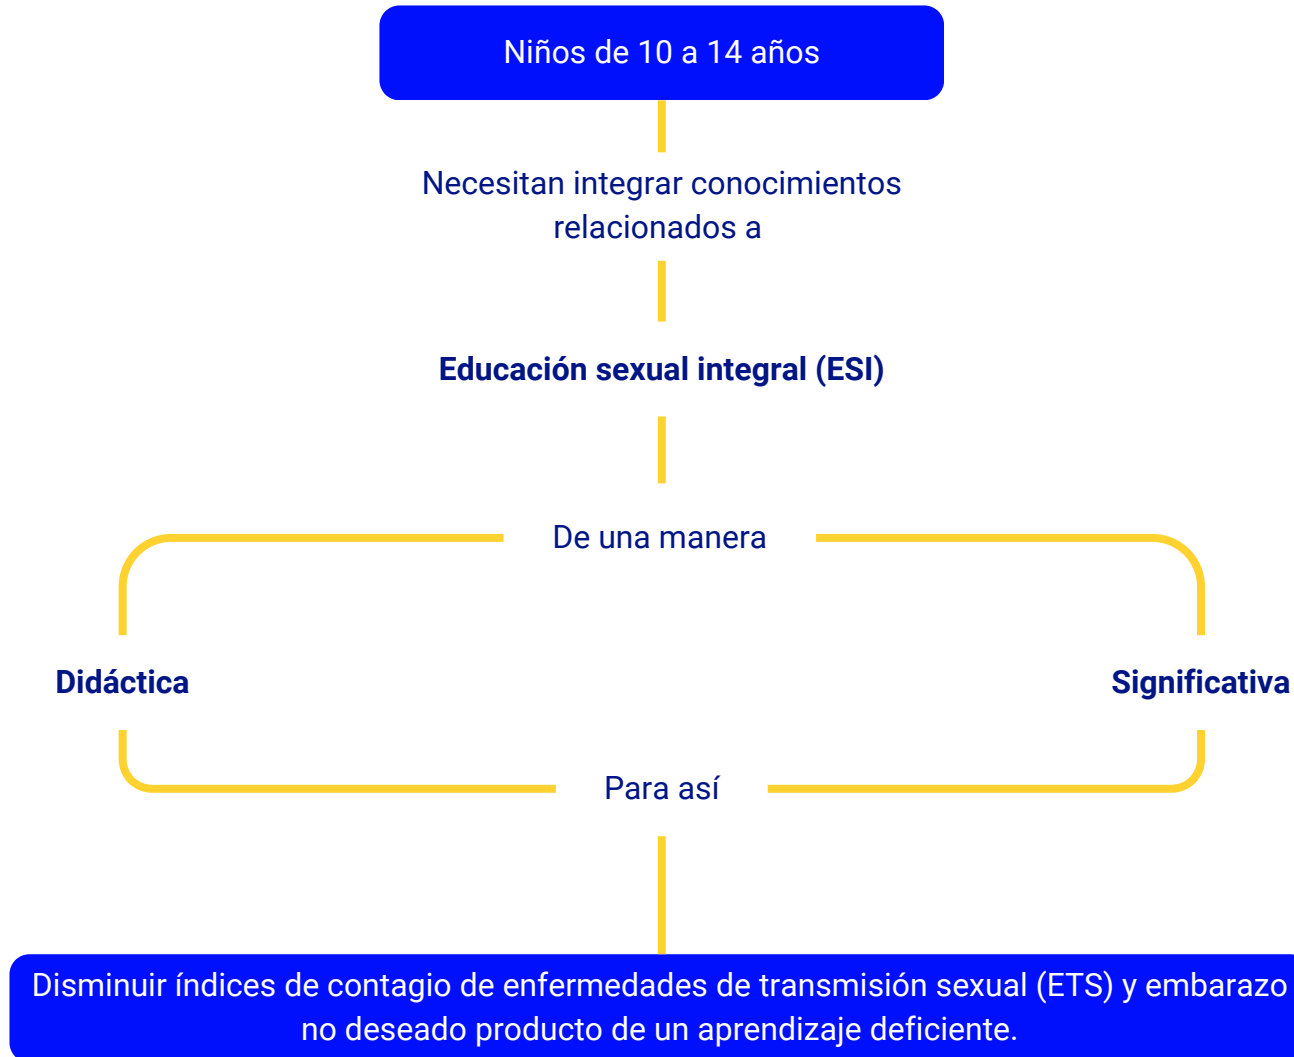 Niños de 10 a 14 años
Necesitan integrar conocimientos
relacionados a
Educación sexual integral (ESI)
De una manera
Didáctica
Significativa
Para así
Disminuir índices de contagio de enfermedades de transmisión sexual (ETS) y embarazo
no deseado producto de un aprendizaje deficiente.